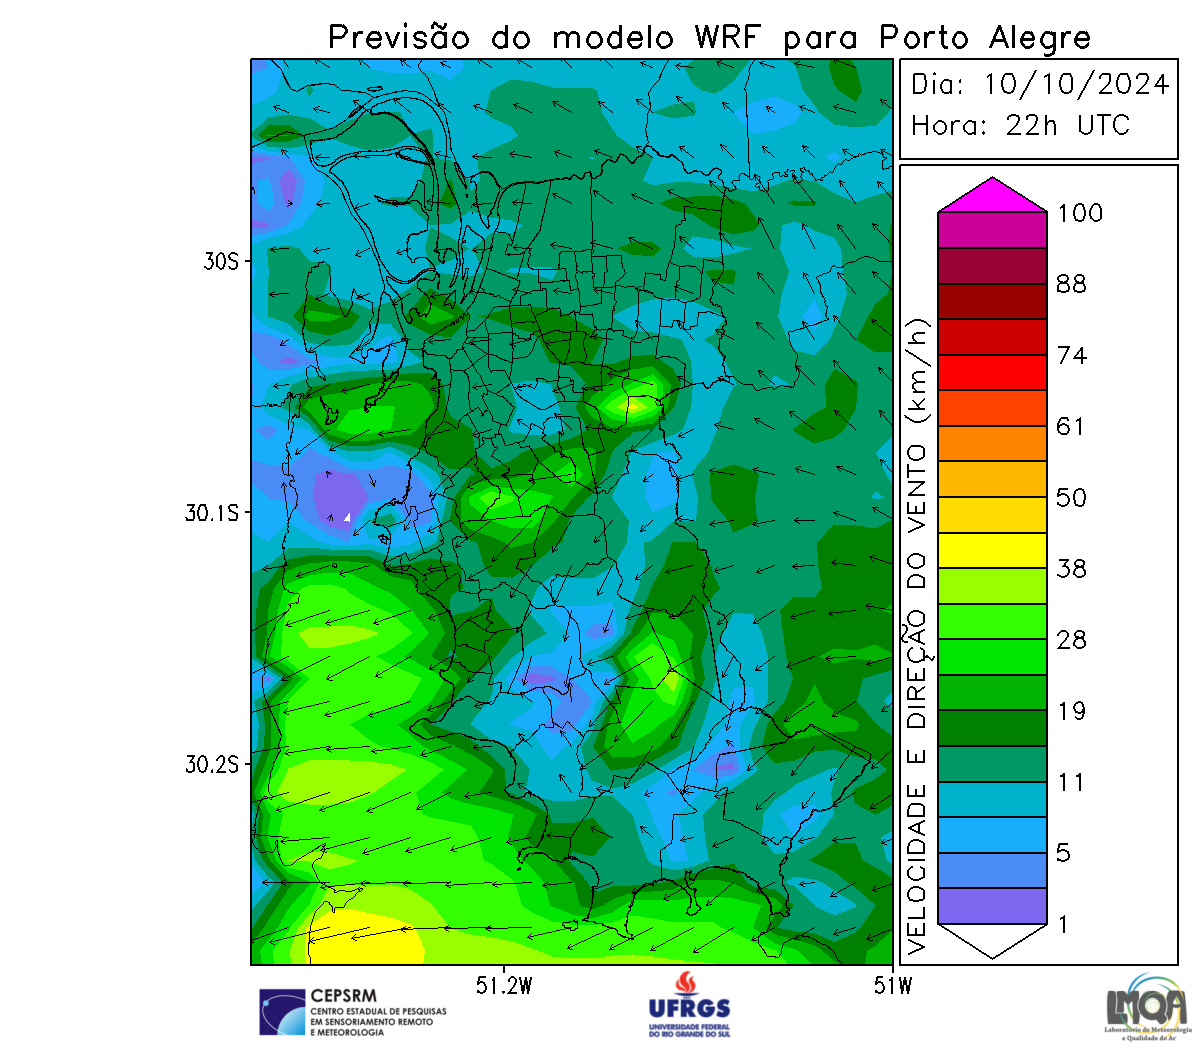 Previsão do modelo WRF para Porto Alegre
Dia: 10/10/2024
Hora: 22h UTC
30S
30.1S
30.2S
51.2W
51W
VELOCIDADE E DIREÇÃO DO VENTO (km/h)
100
88
74
61
50
38
28
19
11
5
1
CEPSRM
CENTRO ESTADUAL DE PESQUISAS
EM SENSORIAMENTO REMOTO
E METEOROLOGIA
UFRGS
UNIVERSIDADE FEDERAL
DO RIO GRANDE DO SUL
LMQA
Laboratório de Meteorologia
e Qualidade do Ar